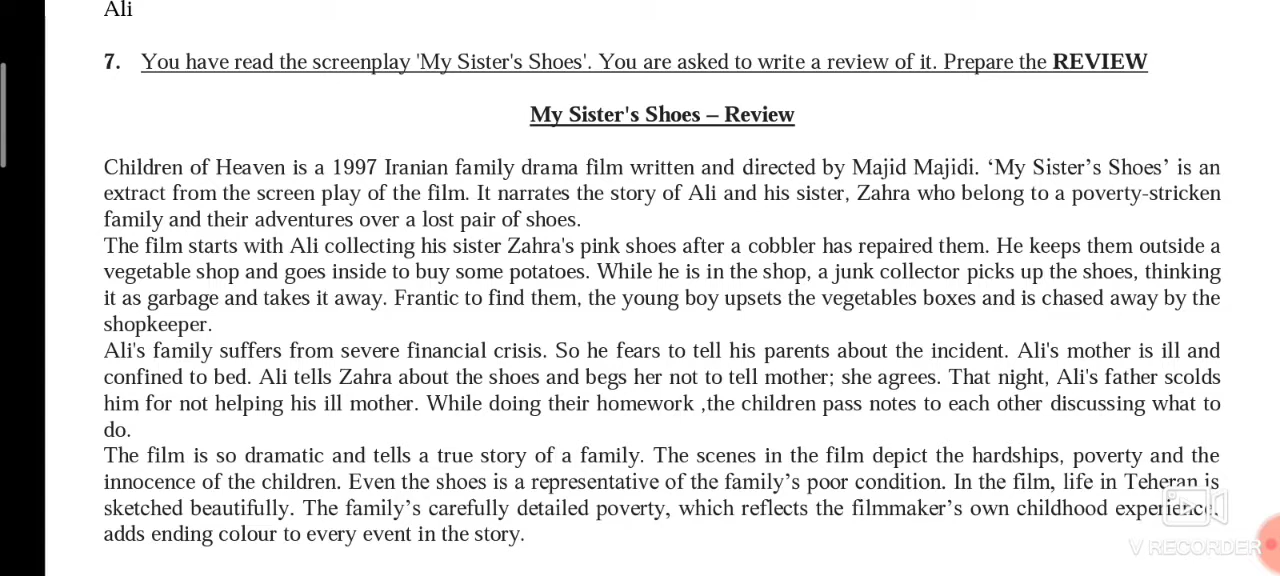 Ali
7. You have read the screenplay 'My Sister's Shoes'. You are asked to write a review of it. Prepare the REVIEW
My Sister's Shoes – Review
Children of Heaven is a 1997 Iranian family drama film written and directed by Majid Majidi. ‘My Sister’s Shoes’ is an
extract from the screen play of the film. It narrates the story of Ali and his sister, Zahra who belong to a poverty-stricken
family and their adventures over a lost pair of shoes.
The film starts with Ali collecting his sister Zahra's pink shoes after a cobbler has repaired them. He keeps them outside a
vegetable shop and goes inside to buy some potatoes. While he is in the shop, a junk collector picks up the shoes, thinking
it as garbage and takes it away. Frantic to find them, the young boy upsets the vegetables boxes and is chased away by the
shopkeeper.
Ali's family suffers from severe financial crisis. So he fears to tell his parents about the incident. Ali's mother is ill and
confined to bed. Ali tells Zahra about the shoes and begs her not to tell mother; she agrees. That night, Ali's father scolds
him for not helping his ill mother. While doing their homework ,the children pass notes to each other discussing what to
do.
The film is so dramatic and tells a true story of a family. The scenes in the film depict the hardships, poverty and the
innocence of the children. Even the shoes is a representative of the family’s poor condition. In the film, life in Teheran is
sketched beautifully. The family’s carefully detailed poverty, which reflects the filmmaker’s own childhood experience,
adds ending colour to every event in the story.
V RECORDER